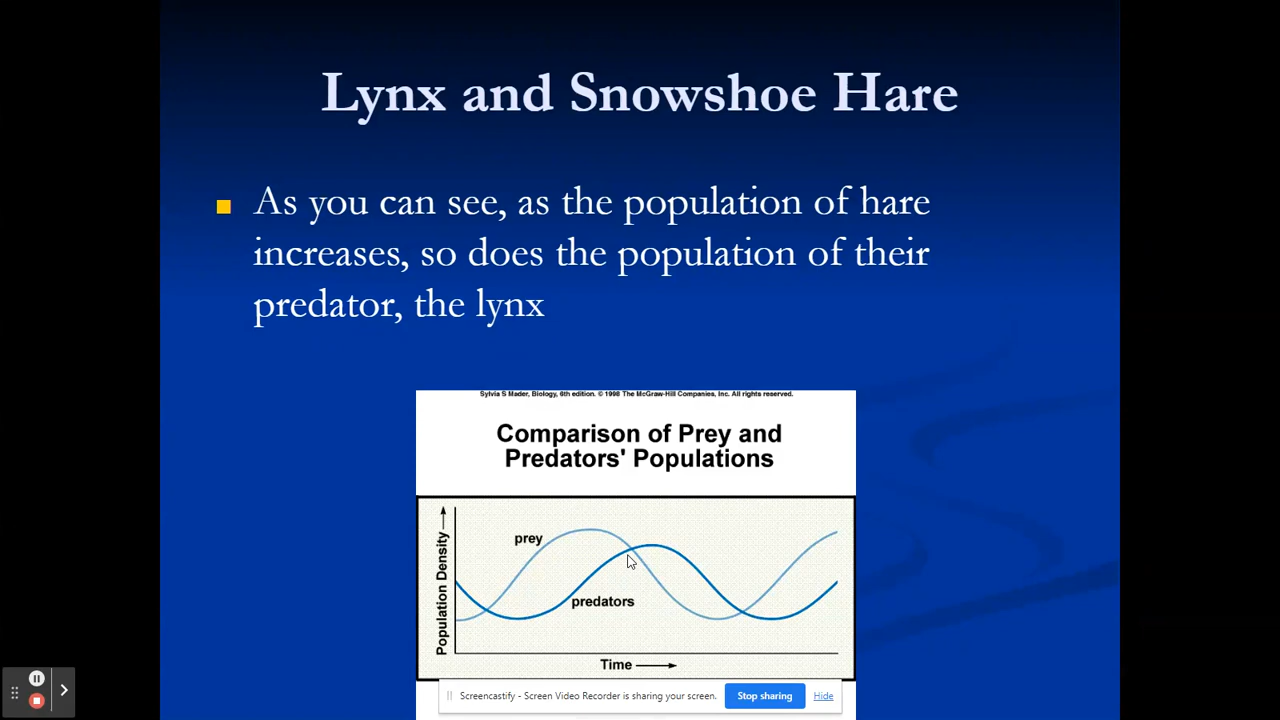 Lynx and Snowshoe Hare
As you can see, as the population of hare
increases, so does the population of their
predator, the lynx
Sylvia S Mader, Biology, 6th edition. © 1998 The McGraw-Hill Companies, Inc. All rights reserved.
Comparison of Prey and
Predators' Populations
Population Density
prey
predators
Time
Screencastify - Screen Video Recorder is sharing your screen.
Stop sharing
Hide